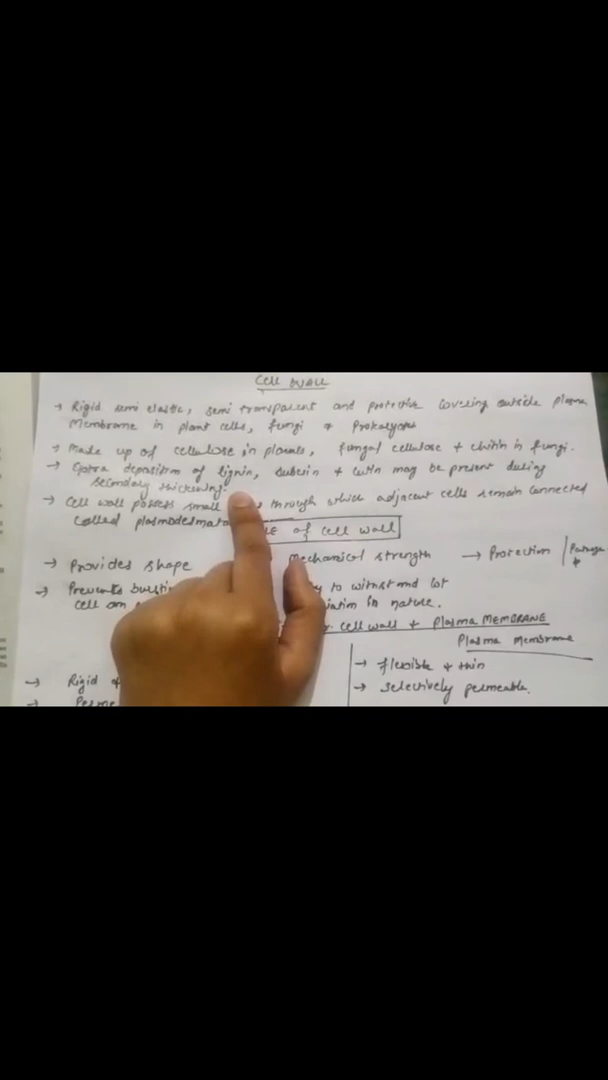 Cell WALL
→ Rigid semi elastic, semi transparent and protective covering outside plasma
Membrane in plant cells, fungi & Prokaryotes
→ Made up of cellulose in plants, fungal cellulose + chitin in fungi.
→ Extra deposition of lignin, suberin + cutin may be present during
secondary thickening.
→ Cell wall possess small through which adjacent cells remain connected
called plasmodesmata
of cell wall
→ Provides shape Mechanical strength → Protection
→ Prevents to withstand lot
cell in nature.
cell wall + PLASMA MEMBRANE
Plasma Membrane
→ flexible + thin
→ Rigid
→ selectively permeable.
→